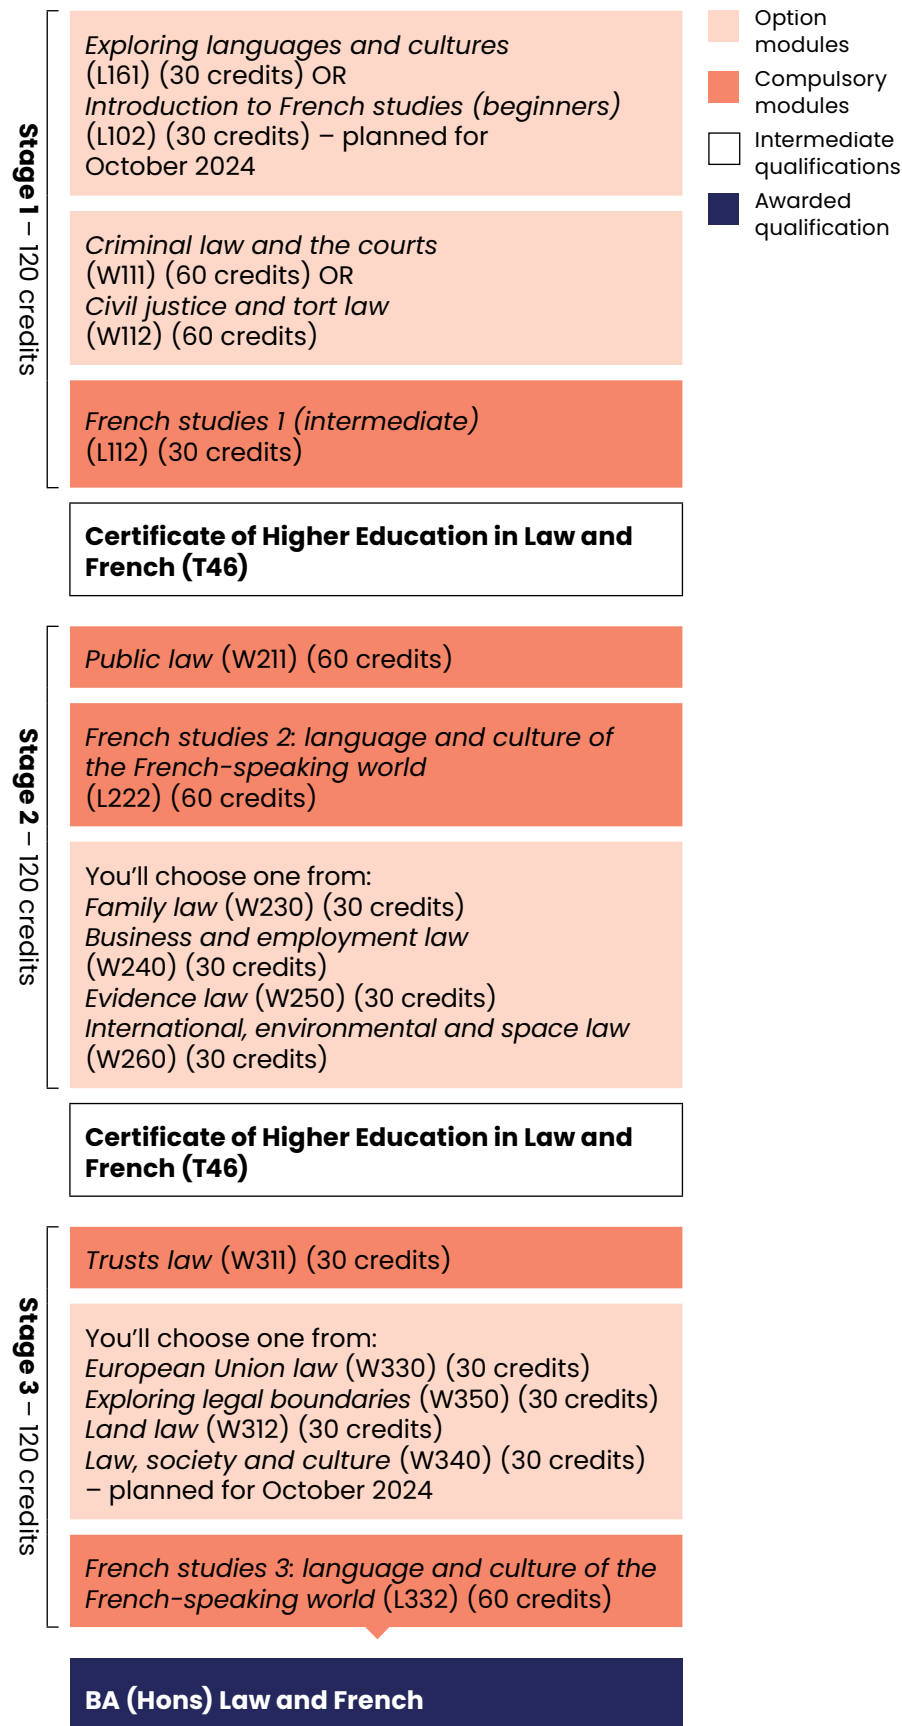 Option
modules
Compulsory
modules
Intermediate
qualifications
Awarded
qualification
Stage 1 – 120 credits
Exploring languages and cultures
(L161) (30 credits) OR
Introduction to French studies (beginners)
(L102) (30 credits) – planned for
October 2024
Criminal law and the courts
(W111) (60 credits) OR
Civil justice and tort law
(W112) (60 credits)
French studies 1 (intermediate)
(L112) (30 credits)
Certificate of Higher Education in Law and
French (T46)
Stage 2 – 120 credits
Public law (W211) (60 credits)
French studies 2: language and culture of
the French-speaking world
(L222) (60 credits)
You’ll choose one from:
Family law (W230) (30 credits)
Business and employment law
(W240) (30 credits)
Evidence law (W250) (30 credits)
International, environmental and space law
(W260) (30 credits)
Certificate of Higher Education in Law and
French (T46)
Stage 3 – 120 credits
Trusts law (W311) (30 credits)
You’ll choose one from:
European Union law (W330) (30 credits)
Exploring legal boundaries (W350) (30 credits)
Land law (W312) (30 credits)
Law, society and culture (W340) (30 credits)
– planned for October 2024
French studies 3: language and culture of the
French-speaking world (L332) (60 credits)
BA (Hons) Law and French